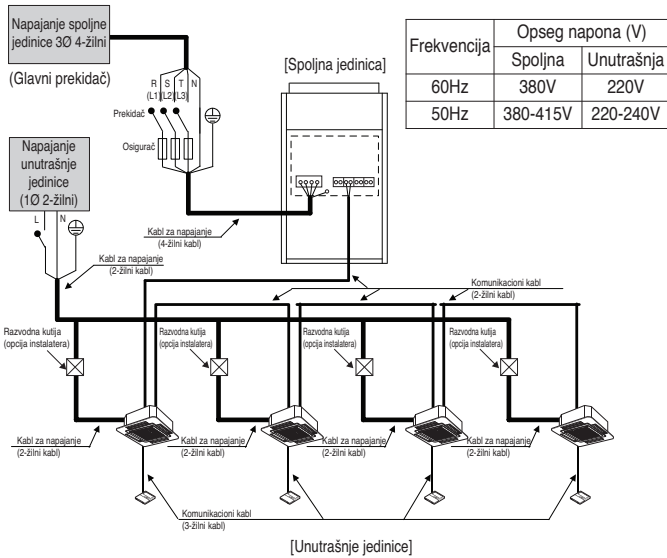 Napajanje spoljne
jedinice 3Ø 4-žilni
(Glavni prekidač)
R S T N
(L1)(L2)(L3)
Prekidač
Osigurač
[Spoljna jedinica]
Frekvencija
Opseg napona (V)
Spoljna Unutrašnja
60Hz 380V 220V
50Hz 380-415V 220-240V
Napajanje
unutrašnje
jedinice
(1Ø 2-žilni)
L N
Kabl za napajanje
(4-žilni kabl)
Kabl za napajanje
(2-žilni kabl)
Komunikacioni kabl
(2-žilni kabl)
Razvodna kutija
(opcija instalatera)
Razvodna kutija
(opcija instalatera)
Razvodna kutija
(opcija instalatera)
Razvodna kutija
(opcija instalatera)
Kabl za napajanje
(2-žilni kabl)
Kabl za napajanje
(2-žilni kabl)
Kabl za napajanje
(2-žilni kabl)
Kabl za napajanje
(2-žilni kabl)
Komunikacioni kabl
(3-žilni kabl)
[Unutrašnje jedinice]